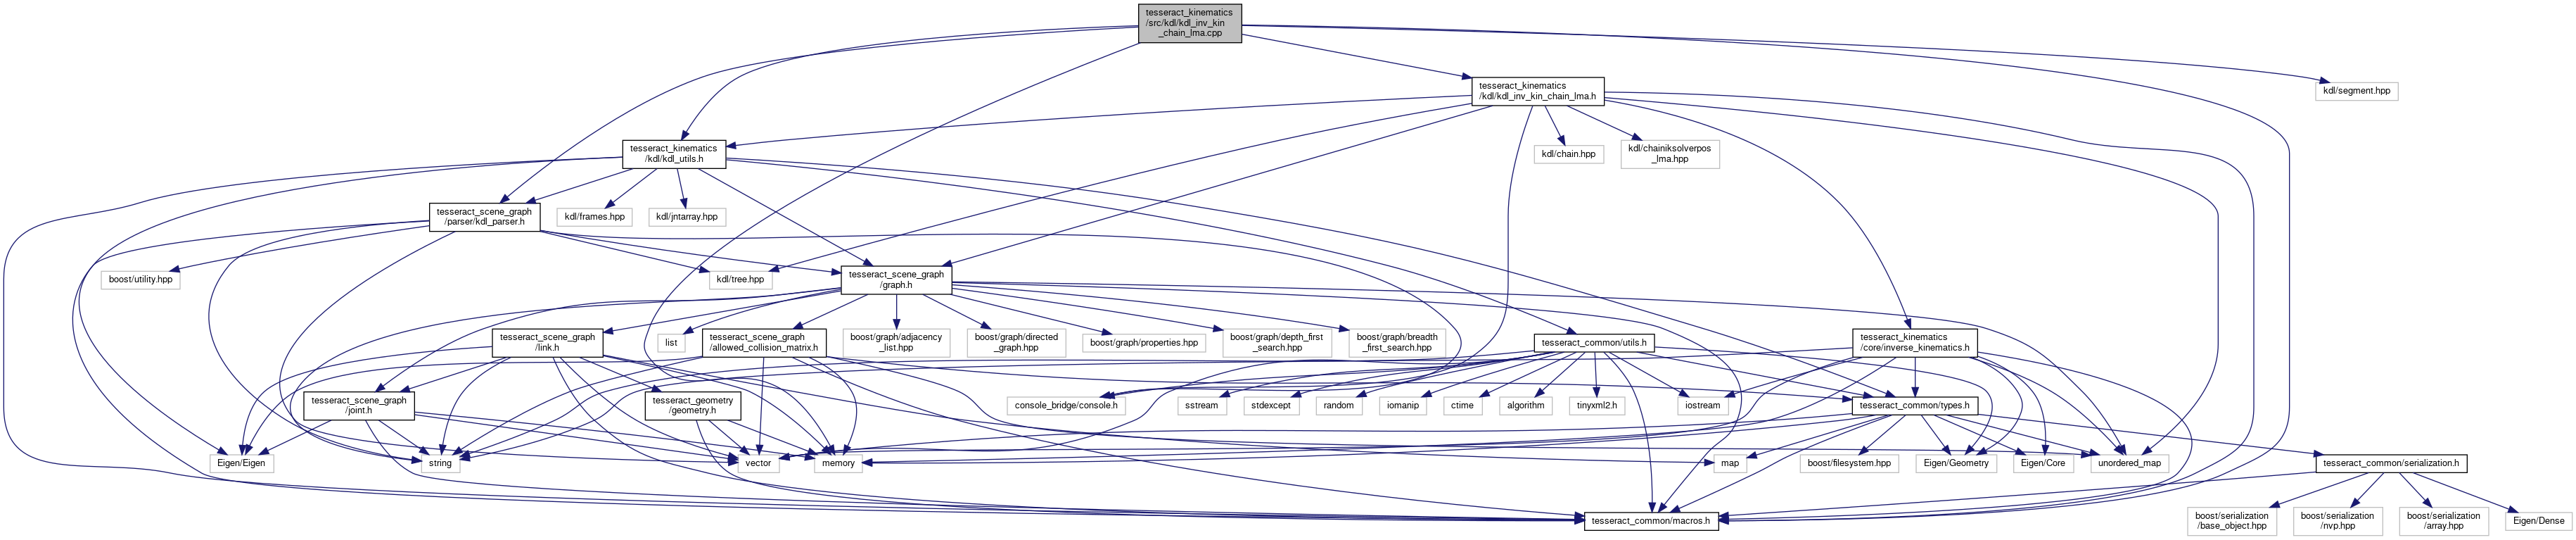 tesseract_kinematics
/src/kdl/kdl_inv_kin
_chain_lma.cpp
tesseract_kinematics
/kdl/kdl_inv_kin_chain_lma.h
kdl/segment.hpp
tesseract_kinematics
/kdl/kdl_utils.h
kdl/chain.hpp
kdl/chainiksolverpos
_lma.hpp
tesseract_scene_graph
/parser/kdl_parser.h
kdl/frames.hpp
kdl/jntarray.hpp
boost/utility.hpp
kdl/tree.hpp
tesseract_scene_graph
/graph.h
tesseract_scene_graph
/link.h
list
tesseract_scene_graph
/allowed_collision_matrix.h
boost/graph/adjacency
_list.hpp
boost/graph/directed
_graph.hpp
boost/graph/properties.hpp
boost/graph/depth_first
_search.hpp
boost/graph/breadth
_first_search.hpp
tesseract_common/utils.h
tesseract_kinematics
/core/inverse_kinematics.h
tesseract_scene_graph
/joint.h
tesseract_geometry
/geometry.h
console_bridge/console.h
sstream
stdexcept
random
iomanip
ctime
algorithm
tinyxml2.h
iostream
tesseract_common/types.h
Eigen/Eigen
string
vector
memory
map
boost/filesystem.hpp
Eigen/Geometry
Eigen/Core
unordered_map
tesseract_common/serialization.h
tesseract_common/macros.h
boost/serialization
/base_object.hpp
boost/serialization
/nvp.hpp
boost/serialization
/array.hpp
Eigen/Dense